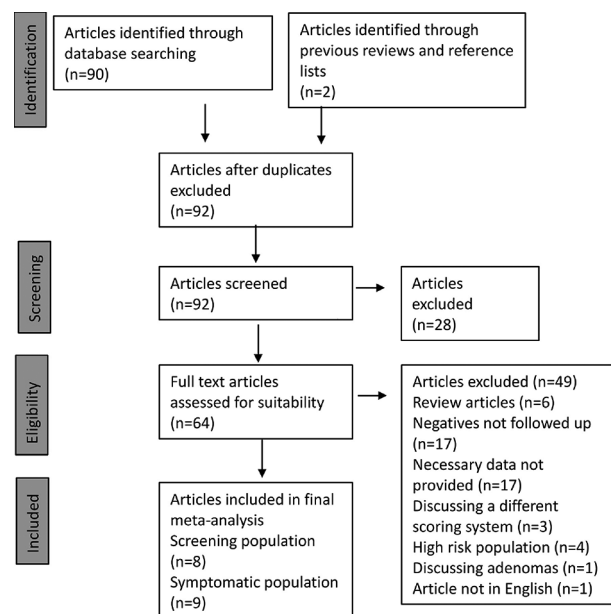 Identification
Articles identified through
database searching
(n=90)
Articles identified through
previous reviews and reference
lists
(n=2)
Articles after duplicates
excluded
(n=92)
Screening
Articles screened
(n=92)
Articles
excluded
(n=28)
Eligibility
Full text articles
assessed for suitability
(n=64)
Articles excluded (n=49)
Review articles (n=6)
Negatives not followed up
(n=17)
Necessary data not
provided (n=17)
Discussing a different
scoring system (n=3)
High risk population (n=4)
Discussing adenomas (n=1)
Article not in English (n=1)
Included
Articles included in final
meta-analysis
Screening population
(n=8)
Symptomatic population
(n=9)